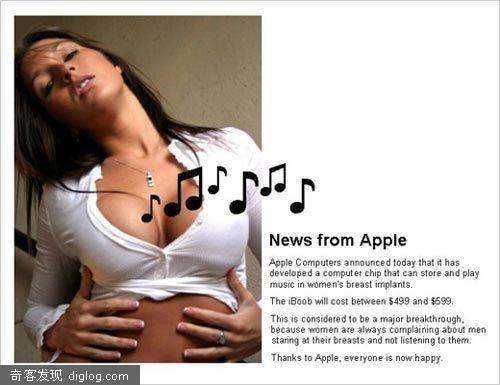 News from Apple
Apple Computers announced today that it has
developed a computer chip that can store and play
music in women's breast implants.
The iBoob will cost between $499 and $599.
This is considered to be a major breakthrough,
because women are always complaining about men
staring at their breasts and not listening to them.
Thanks to Apple, everyone is now happy.
奇客发现 diglog.com